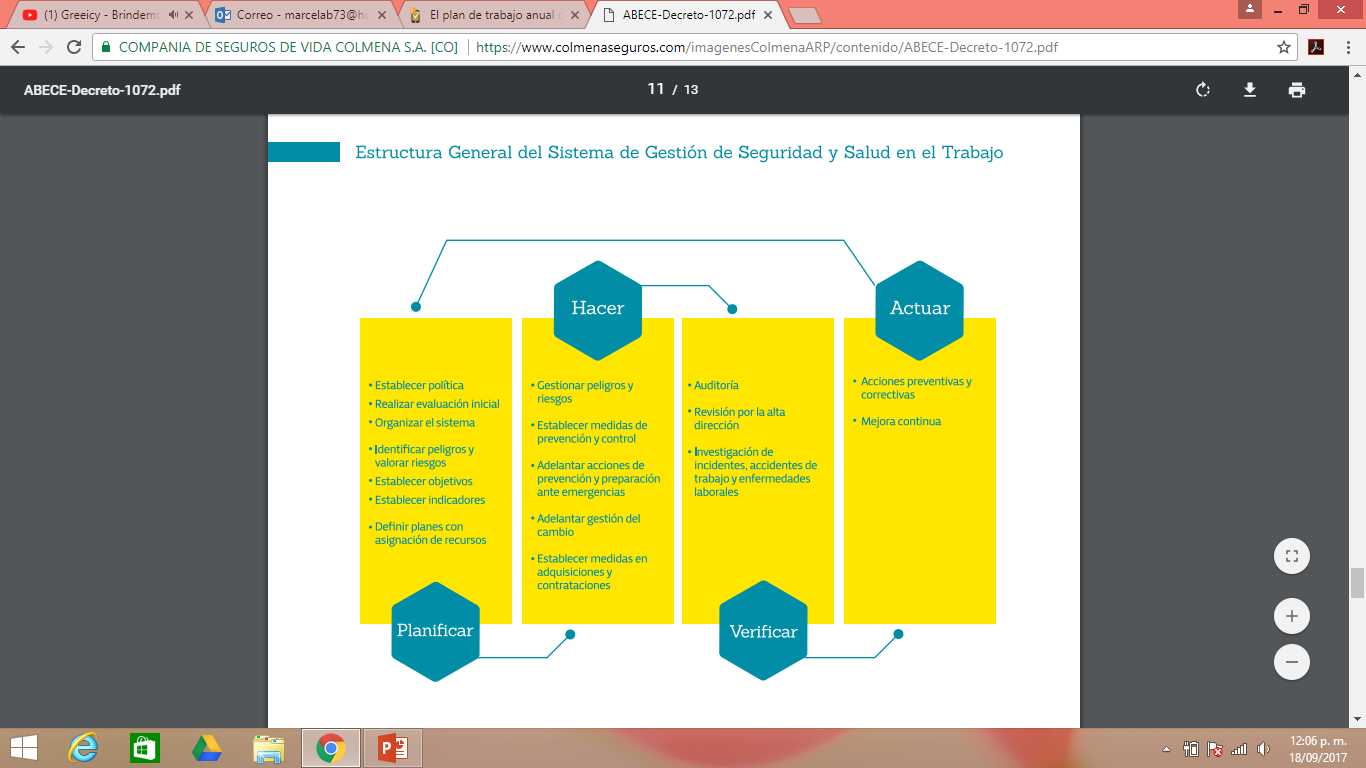 (1) Greeicy - Brindemo
Correo - marcelab73@ho
El plan de trabajo anual
ABECE-Decreto-1072.pdf
COMPANIA DE SEGUROS DE VIDA COLMENA S.A. [CO]
https://www.colmenaseguros.com/imagenesColmenaARP/contenido/ABECE-Decreto-1072.pdf
ABECE-Decreto-1072.pdf
11 / 13
Estructura General del Sistema de Gestión de Seguridad y Salud en el Trabajo
• Establecer política
• Realizar evaluación inicial
• Organizar el sistema
• Identificar peligros y
valorar riesgos
• Establecer objetivos
• Establecer indicadores
• Definir planes con
asignación de recursos
Planificar
Hacer
• Gestionar peligros y
riesgos
• Establecer medidas de
prevención y control
• Adelantar acciones de
prevención y preparación
ante emergencias
• Adelantar gestión del
cambio
• Establecer medidas en
adquisiciones y
contrataciones
• Auditoría
• Revisión por la alta
dirección
• Investigación de
incidentes, accidentes de
trabajo y enfermedades
laborales
Verificar
Actuar
• Acciones preventivas y
correctivas
• Mejora continua
12:06 p. m.
18/09/2017